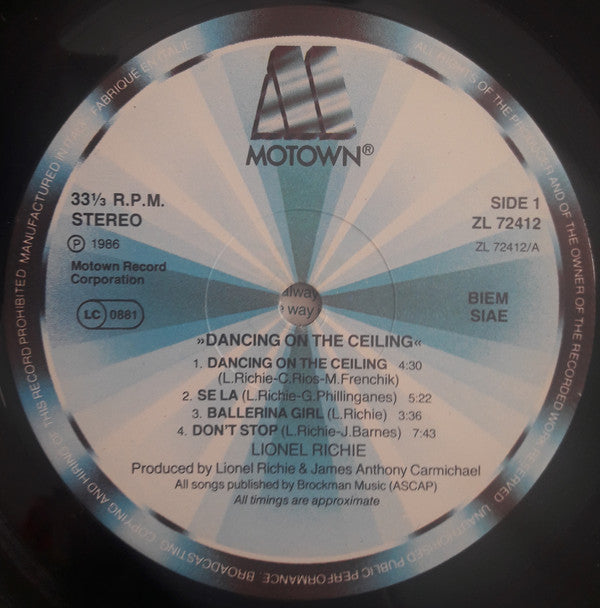 MOTOWN®
33⅓ R.P.M.
STEREO
Ⓟ 1986
Motown Record
Corporation
LC 0881
SIDE 1
ZL 72412
ZL 72412/A
BIEM
SIAE
lway
way
»DANCING ON THE CEILING«
1. DANCING ON THE CEILING 4:30
(L.Richie-C.Rios-M.Frenchik)
2. SE LA (L.Richie-G.Phillinganes) 5:22
3. BALLERINA GIRL (L.Richie) 3:36
4. DON'T STOP (L.Richie-J.Barnes) 7:43
LIONEL RICHIE
Produced by Lionel Richie & James Anthony Carmichael
All songs published by Brockman Music (ASCAP)
All timings are approximate
ALL RIGHTS OF THE PRODUCER AND OF THE OWNER OF THE RECORDED WORK RESERVED. UNAUTHORISED PUBLIC PERFORMANCE. BROADCASTING. COPYING AND HIRING OF THIS RECORD PROHIBITED. MANUFACTURED IN ITALY. FABRIQUE EN ITALIE